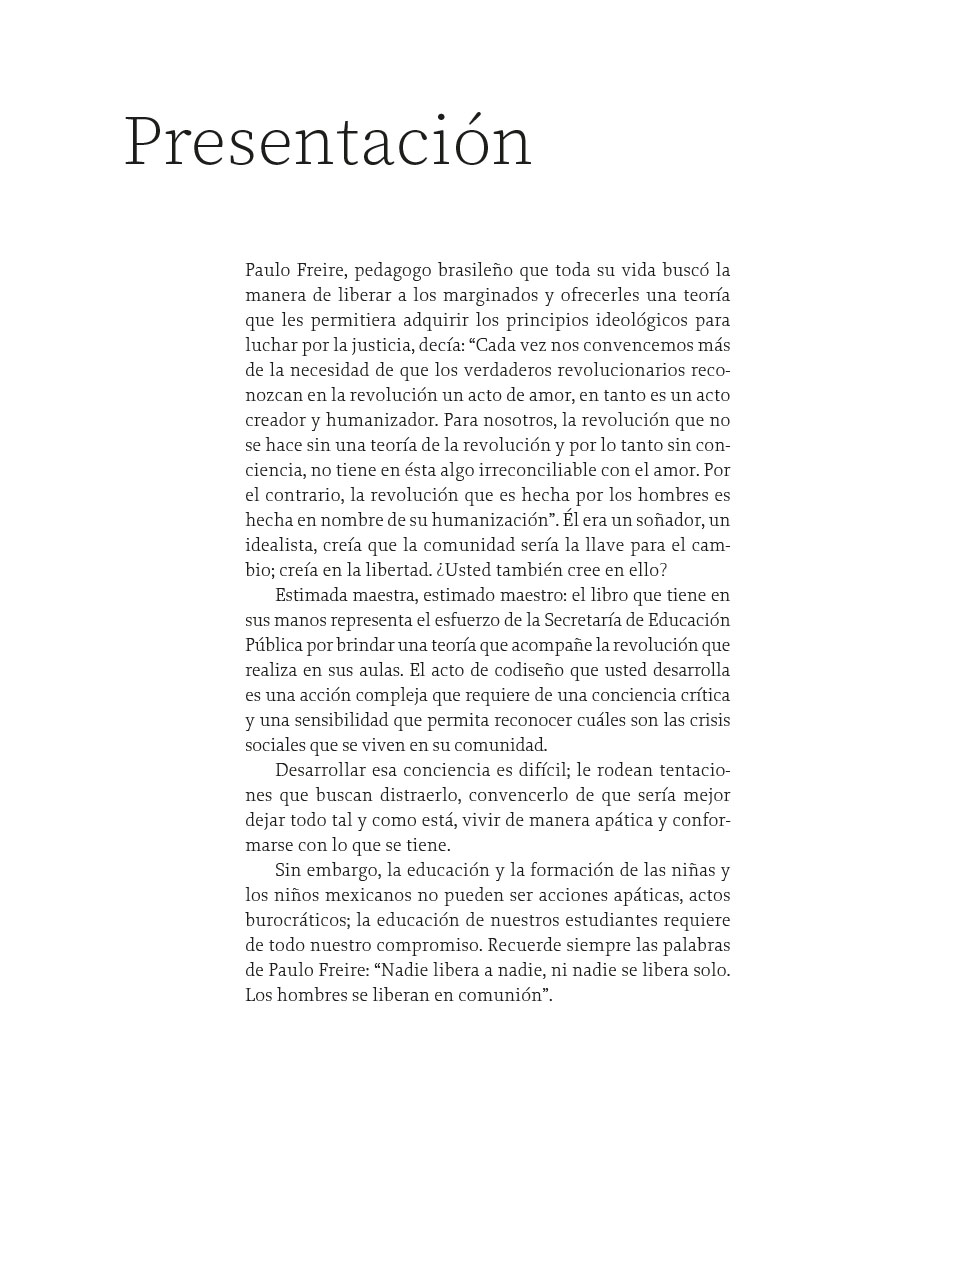 Presentación
Paulo Freire, pedagogo brasileño que toda su vida buscó la
manera de liberar a los marginados y ofrecerles una teoría
que les permitiera adquirir los principios ideológicos para
luchar por la justicia, decía: “Cada vez nos convencemos más
de la necesidad de que los verdaderos revolucionarios reco-
nozcan en la revolución un acto de amor, en tanto es un acto
creador y humanizador. Para nosotros, la revolución que no
se hace sin una teoría de la revolución y por lo tanto sin con-
ciencia, no tiene en ésta algo irreconciliable con el amor. Por
el contrario, la revolución que es hecha por los hombres es
hecha en nombre de su humanización”. Él era un soñador, un
idealista, creía que la comunidad sería la llave para el cam-
bio; creía en la libertad. ¿Usted también cree en ello?
Estimada maestra, estimado maestro: el libro que tiene en
sus manos representa el esfuerzo de la Secretaría de Educación
Pública por brindar una teoría que acompañe la revolución que
realiza en sus aulas. El acto de codiseño que usted desarrolla
es una acción compleja que requiere de una conciencia crítica
y una sensibilidad que permita reconocer cuáles son las crisis
sociales que se viven en su comunidad.
Desarrollar esa conciencia es difícil; le rodean tentacio-
nes que buscan distraerlo, convencerlo de que sería mejor
dejar todo tal y como está, vivir de manera apática y confor-
marse con lo que se tiene.
Sin embargo, la educación y la formación de las niñas y
los niños mexicanos no pueden ser acciones apáticas, actos
burocráticos; la educación de nuestros estudiantes requiere
de todo nuestro compromiso. Recuerde siempre las palabras
de Paulo Freire: “Nadie libera a nadie, ni nadie se libera solo.
Los hombres se liberan en comunión”.